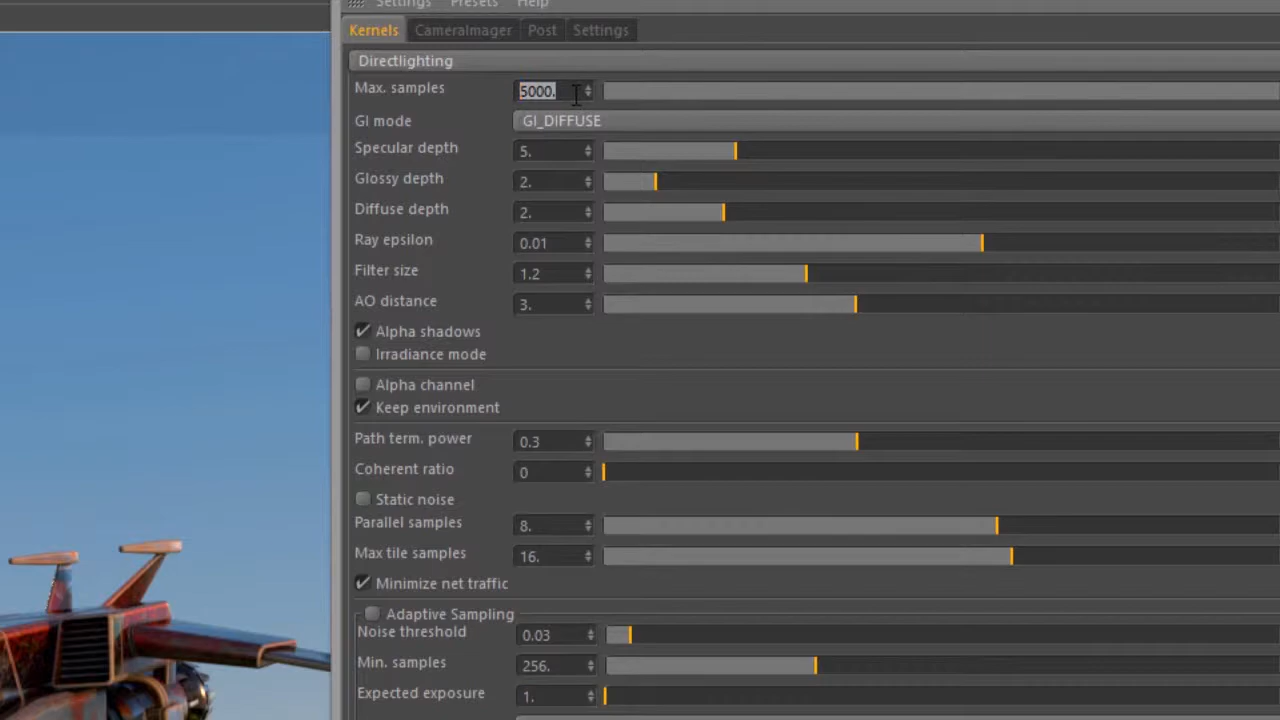 Settings Presets Help
Kernels CameraImager Post Settings
Directlighting
Max. samples 5000.
GI mode GI_DIFFUSE
Specular depth 5.
Glossy depth 2.
Diffuse depth 2.
Ray epsilon 0.01
Filter size 1.2
AO distance 3.
Alpha shadows
Irradiance mode
Alpha channel
Keep environment
Path term. power 0.3
Coherent ratio 0
Static noise
Parallel samples 8.
Max tile samples 16.
Minimize net traffic
Adaptive Sampling
Noise threshold 0.03
Min. samples 256.
Expected exposure 1.